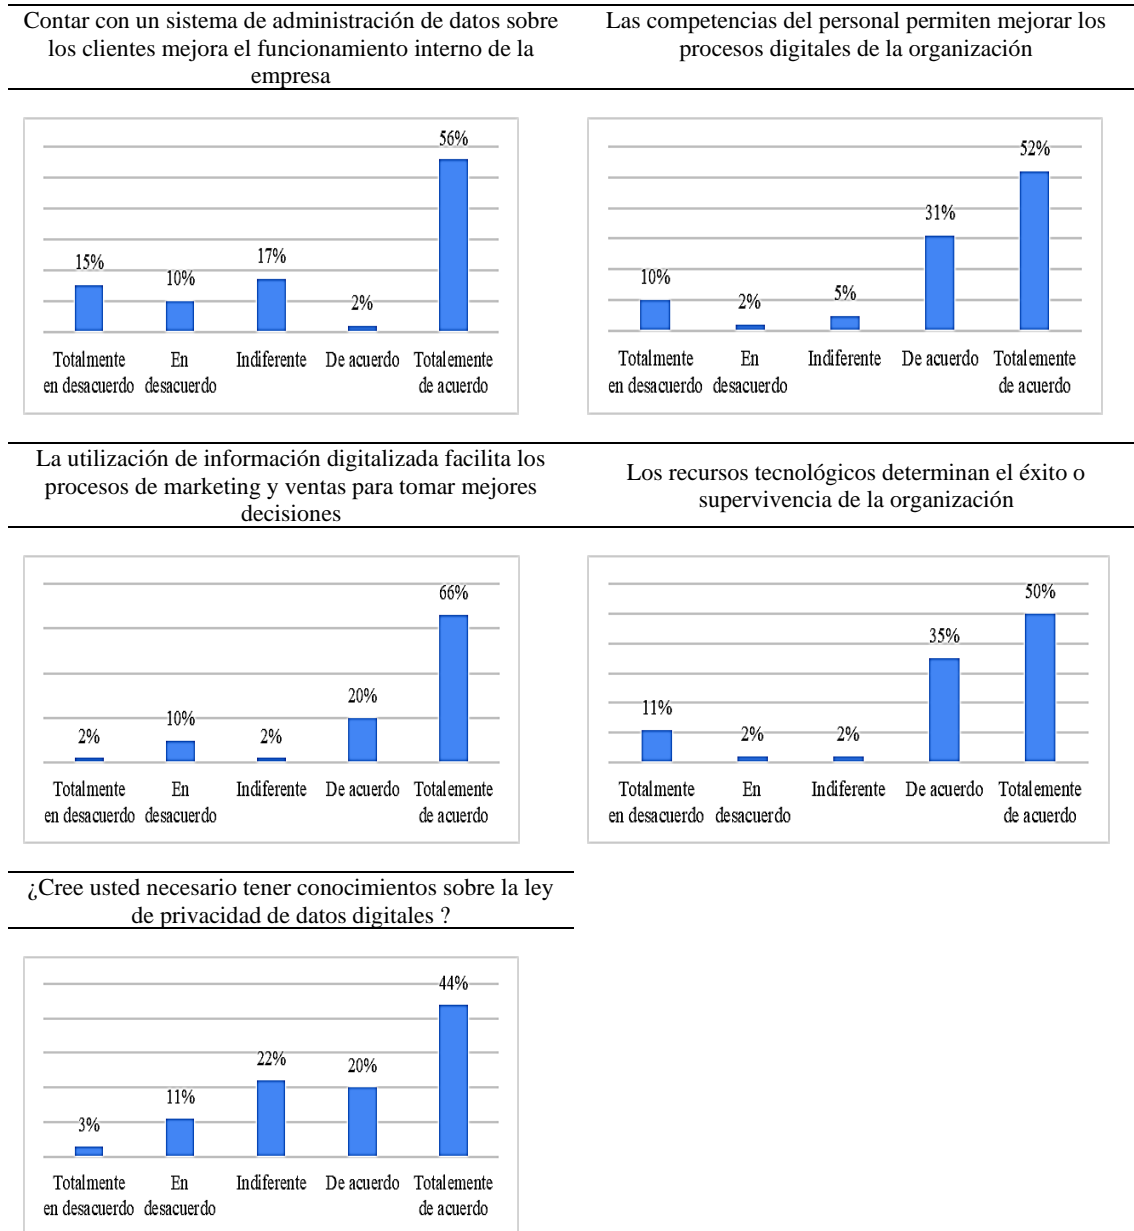 Contar con un sistema de administración de datos sobre
los clientes mejora el funcionamiento interno de la
empresa
Las competencias del personal permiten mejorar los
procesos digitales de la organización
56%
15%
10%
17%
2%
Totalmente
en desacuerdo
En
desacuerdo
Indiferente
De acuerdo
Totalemente
de acuerdo
52%
31%
10%
2%
5%
Totalmente
en desacuerdo
En
desacuerdo
Indiferente
De acuerdo
Totalemente
de acuerdo
La utilización de información digitalizada facilita los
procesos de marketing y ventas para tomar mejores
decisiones
Los recursos tecnológicos determinan el éxito o
supervivencia de la organización
66%
20%
2%
10%
2%
Totalmente
en desacuerdo
En
desacuerdo
Indiferente
De acuerdo
Totalemente
de acuerdo
50%
35%
11%
2%
2%
Totalmente
en desacuerdo
En
desacuerdo
Indiferente
De acuerdo
Totalemente
de acuerdo
¿Cree usted necesario tener conocimientos sobre la ley
de privacidad de datos digitales ?
44%
22%
20%
11%
3%
Totalmente
en desacuerdo
En
desacuerdo
Indiferente
De acuerdo
Totalemente
de acuerdo